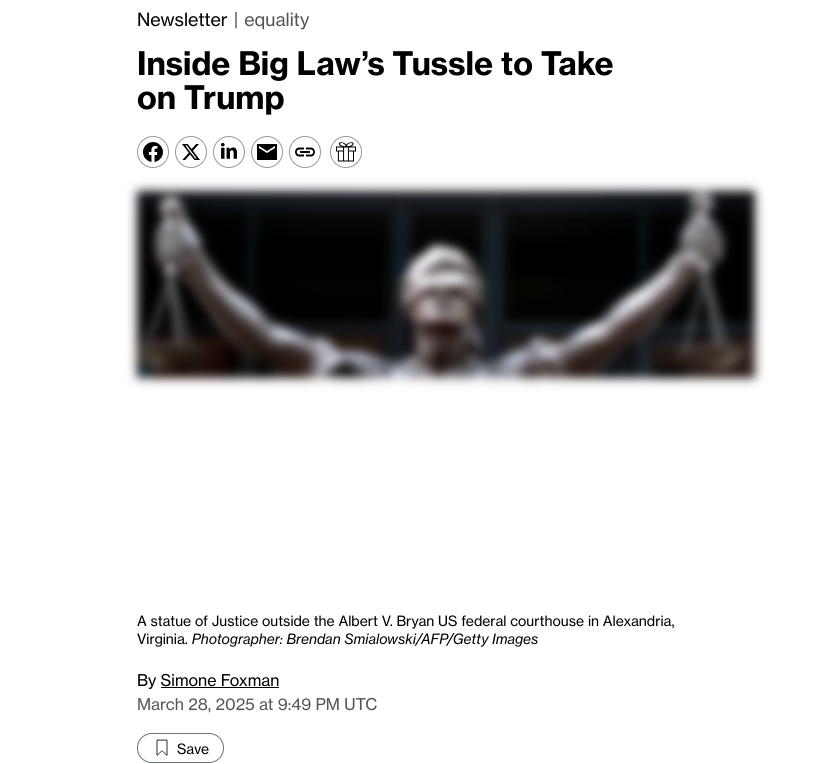 Newsletter | equality
Inside Big Law's Tussle to Take
on Trump
A statue of Justice outside the Albert V. Bryan US federal courthouse in Alexandria,
Virginia. Photographer: Brendan Smialowski/AFP/Getty Images
By Simone Foxman
March 28, 2025 at 9:49 PM UTC
Save